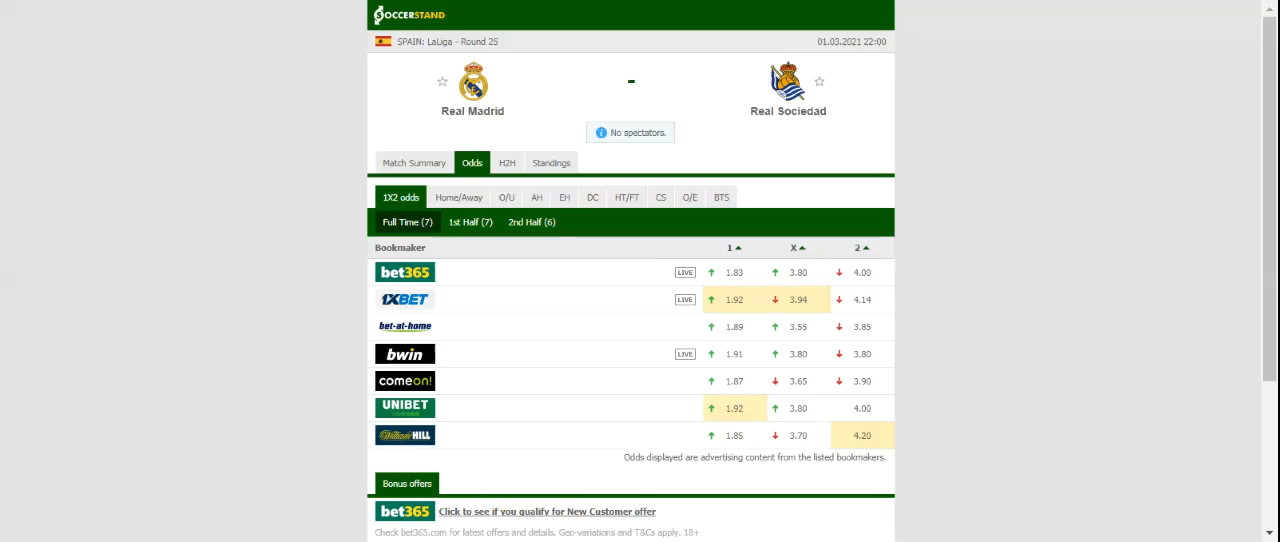 SOCCERSTAND
SPAIN: LaLiga - Round 25 01.03.2021 22:00
-
Real Madrid Real Sociedad
No spectators.
Match Summary Odds H2H Standings
1X2 odds Home/Away O/U AH EH DC HT/FT CS O/E BTS
Full Time (7) 1st Half (7) 2nd Half (6)
Bookmaker 1 X 2
bet365 LIVE 1.83 3.80 4.00
1XBET LIVE 1.92 3.94 4.14
bet-at-home 1.89 3.55 3.85
bwin LIVE 1.91 3.80 3.80
comeon! 1.87 3.65 3.90
UNIBET 1.92 3.80 4.00
William HILL 1.85 3.70 4.20
Odds displayed are advertising content from the listed bookmakers.
Bonus offers
bet365 Click to see if you qualify for New Customer offer
Check bet365.com for latest offers and details. Geo-variations and T&Cs apply. 18+